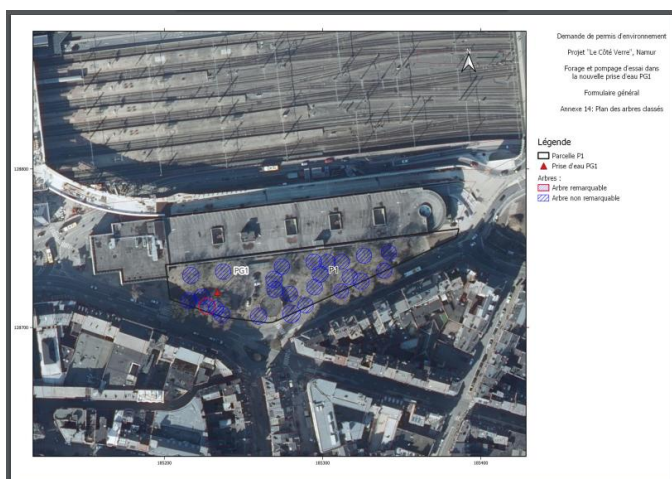 Demande de permis d'environnement
Projet "Le Côté Verre", Namur
Forage et pompage d'essai dans
la nouvelle prise d'eau PG1
Formulaire général
Annexe 14: Plan des arbres classés
N
Légende
Parcelle P1
Prise d'eau PG1
Arbres :
Arbre remarquable
Arbre non remarquable
128800
PG1
P1
128700
185200
185300
185400